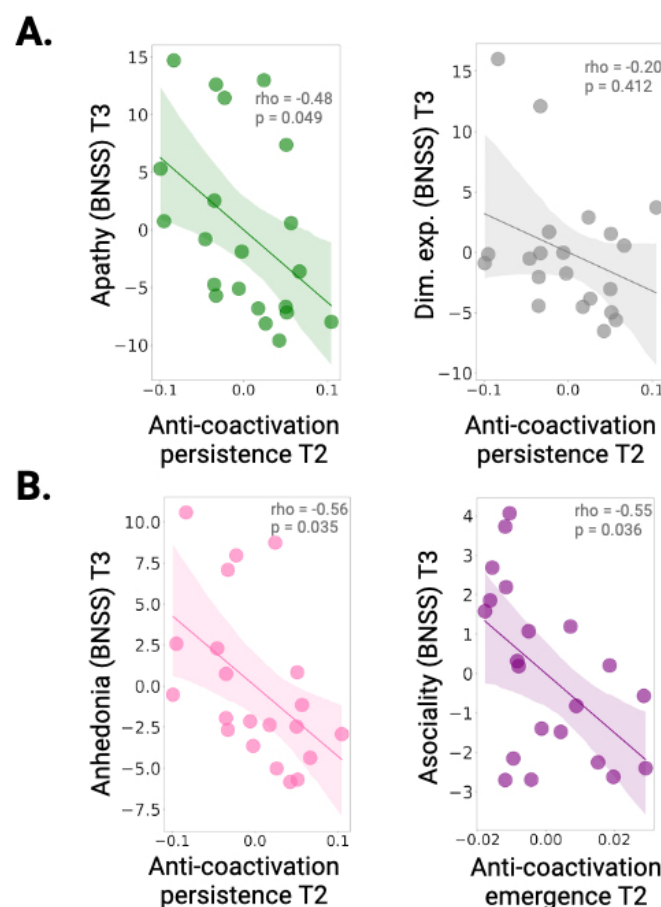 A.
15
10
5
0
−5
−10
Apathy (BNSS) T3
rho = -0.48
p = 0.049
−0.1
0.0
0.1
Anti-coactivation
persistence T2
15
10
5
0
−5
−10
Dim. exp. (BNSS) T3
rho = -0.20
p = 0.412
−0.1
0.0
0.1
Anti-coactivation
persistence T2
B.
10.0
7.5
5.0
2.5
0.0
−2.5
−5.0
−7.5
Anhedonia (BNSS) T3
rho = -0.56
p = 0.035
−0.1
0.0
0.1
Anti-coactivation
persistence T2
4
3
2
1
0
−1
−2
−3
Asociality (BNSS) T3
rho = -0.55
p = 0.036
−0.02
0.00
0.02
Anti-coactivation
emergence T2